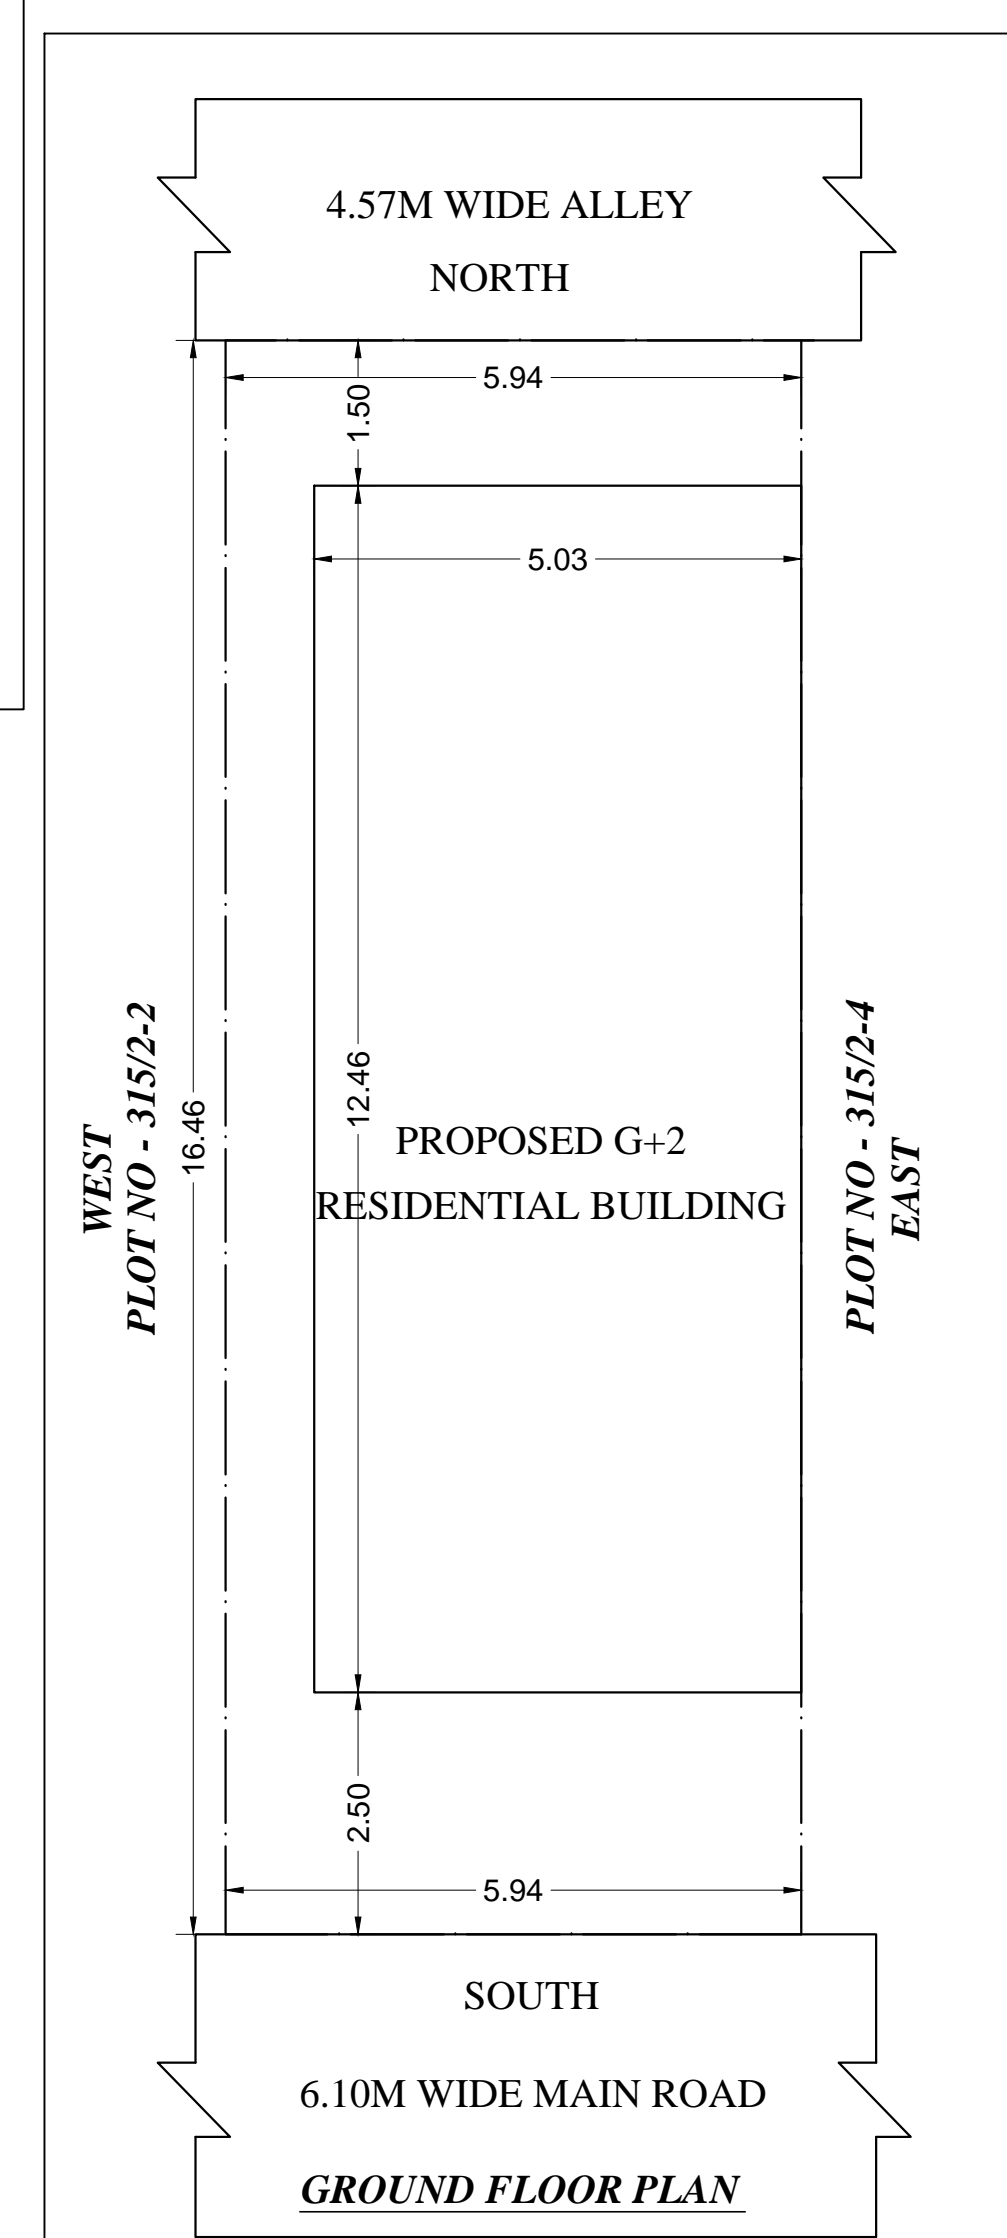 4.57M WIDE ALLEY
NORTH
5.94
1.50
5.03
WEST
PLOT NO - 315/2-2
16.46
12.46
PROPOSED G+2
RESIDENTIAL BUILDING
PLOT NO - 315/2-4
EAST
2.50
5.94
SOUTH
6.10M WIDE MAIN ROAD
GROUND FLOOR PLAN